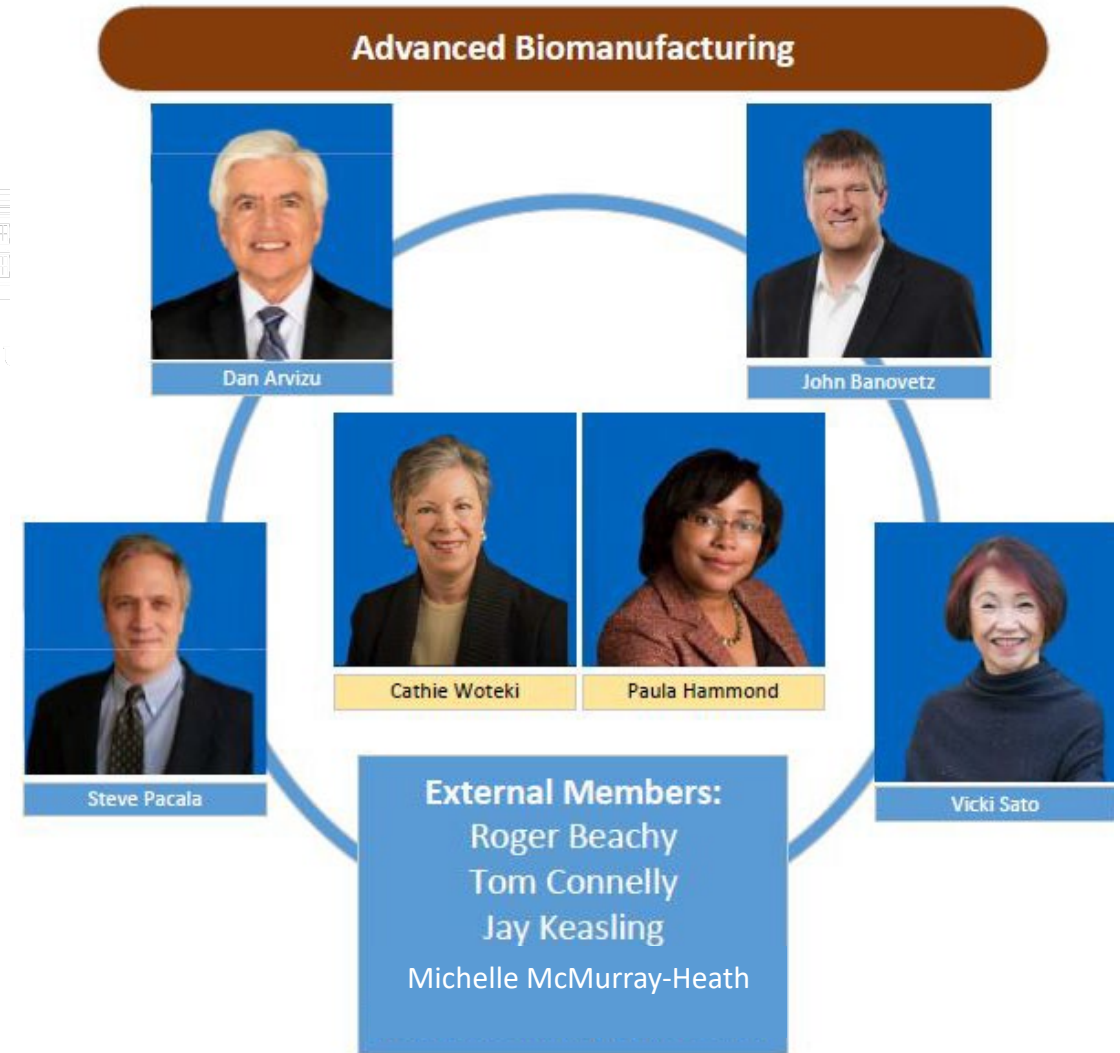 Advanced Biomanufacturing
Dan Arvizu
John Banovetz
Cathie Woteki
Paula Hammond
Steve Pacala
Vicki Sato
External Members:
Roger Beachy
Tom Connelly
Jay Keasling
Michelle McMurray-Heath